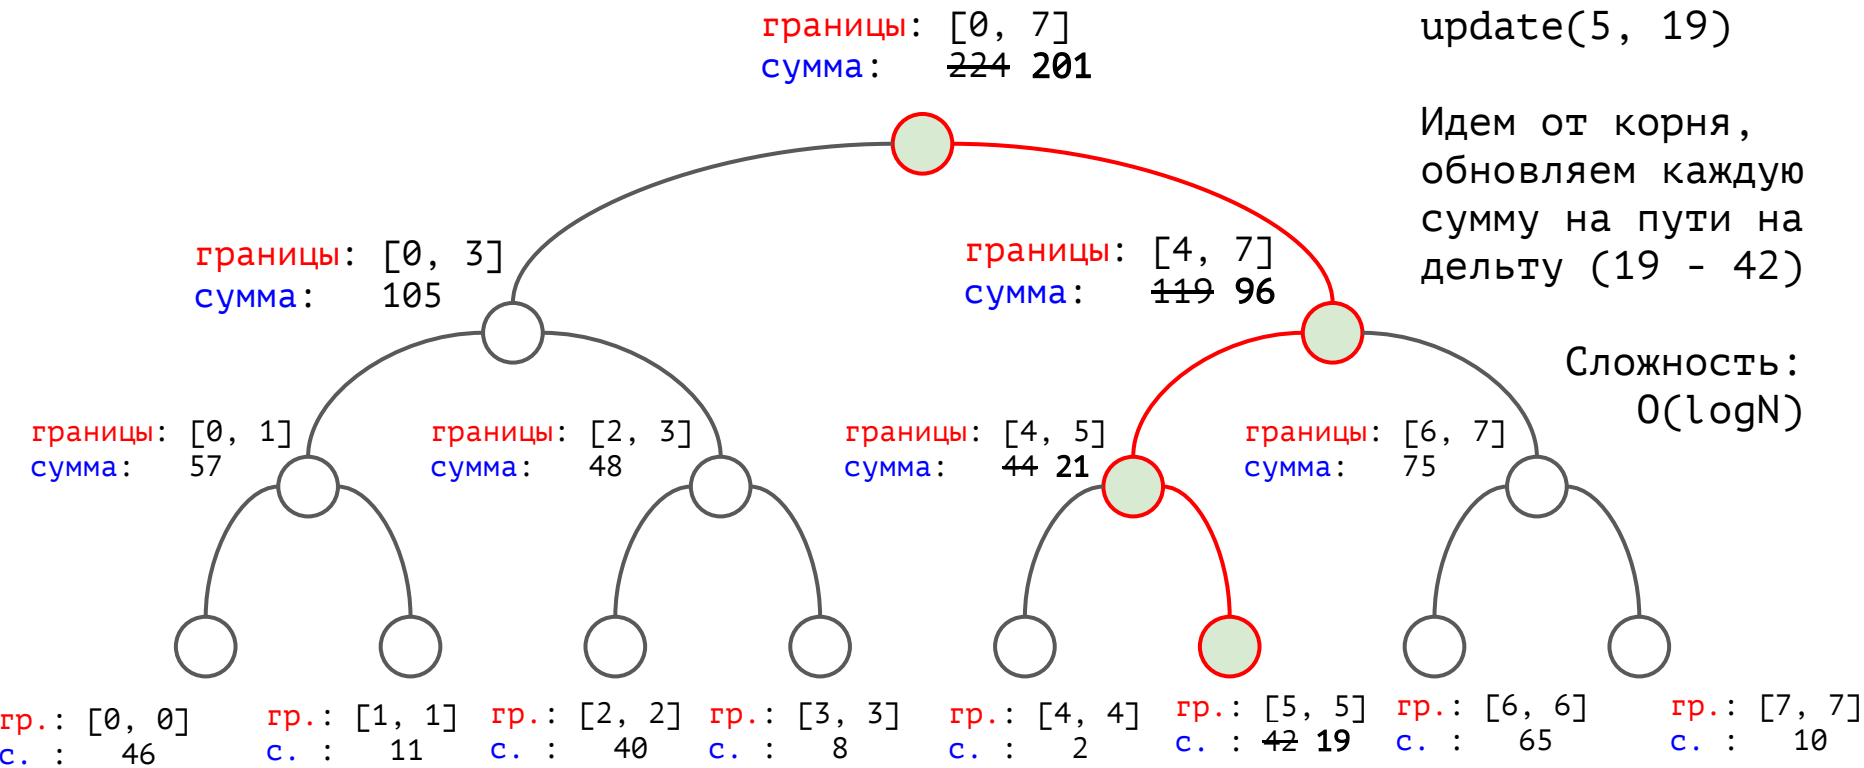 границы: [0, 7]
сумма: 224 201
update(5, 19)
Идем от корня,
обновляем каждую
сумму на пути на
дельту (19 - 42)
Сложность:
O(logN)
границы: [0, 3]
сумма: 105
границы: [4, 7]
сумма: 119 96
границы: [0, 1]
сумма: 57
границы: [2, 3]
сумма: 48
границы: [4, 5]
сумма: 44 21
границы: [6, 7]
сумма: 75
гр.: [0, 0]
с. : 46
гр.: [1, 1]
с. : 11
гр.: [2, 2]
с. : 40
гр.: [3, 3]
с. : 8
гр.: [4, 4]
с. : 2
гр.: [5, 5]
с. : 42 19
гр.: [6, 6]
с. : 65
гр.: [7, 7]
с. : 10